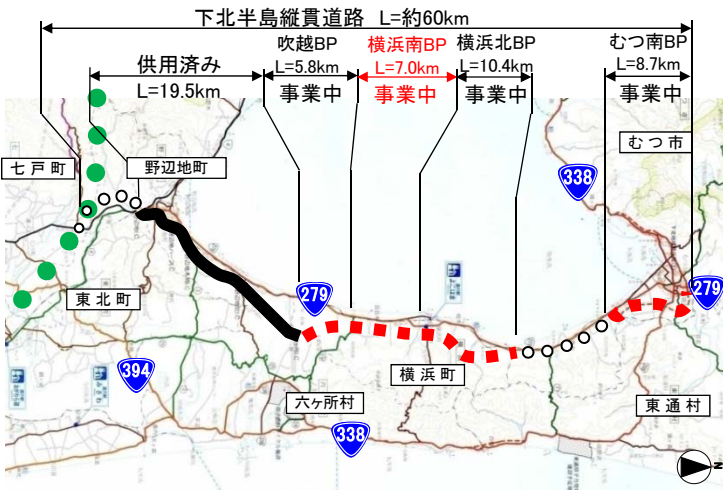 下北半島縦貫道路 L=約60km
供用済み
L=19.5km
吹越BP
L=5.8km
事業中
横浜南BP
L=7.0km
事業中
横浜北BP
L=10.4km
事業中
むつ南BP
L=8.7km
事業中
七戸町
野辺地町
むつ市
338
279
279
東北町
394
横浜町
六ヶ所村
338
東通村
N